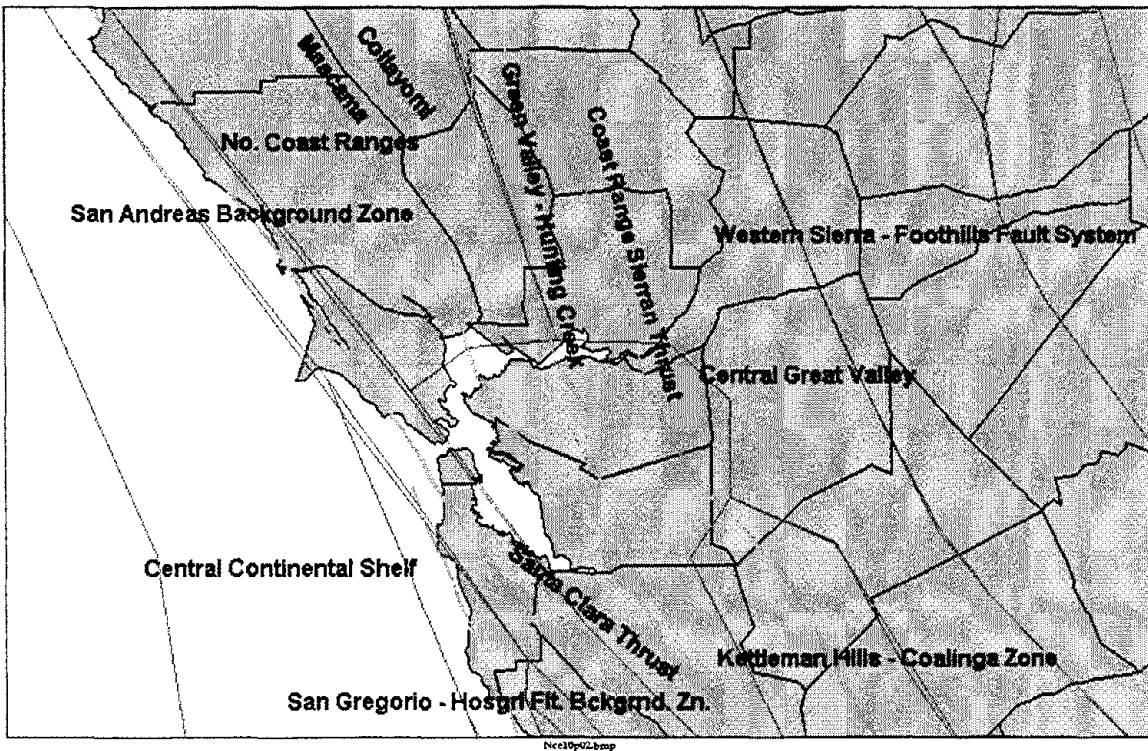 Maacama
Collayomi
No. Coast Ranges
San Andreas Background Zone
Green Valley - Hunting Creek
Coast Range Sierran Thrust
Western Sierra - Foothills Fault System
Central Great Valley
Central Continental Shelf
Santa Clara Thrust
Kettleman Hills - Coalinga Zone
San Gregorio - Hosgri Flt. Bckgrnd. Zn.
Nce10p02.bmp